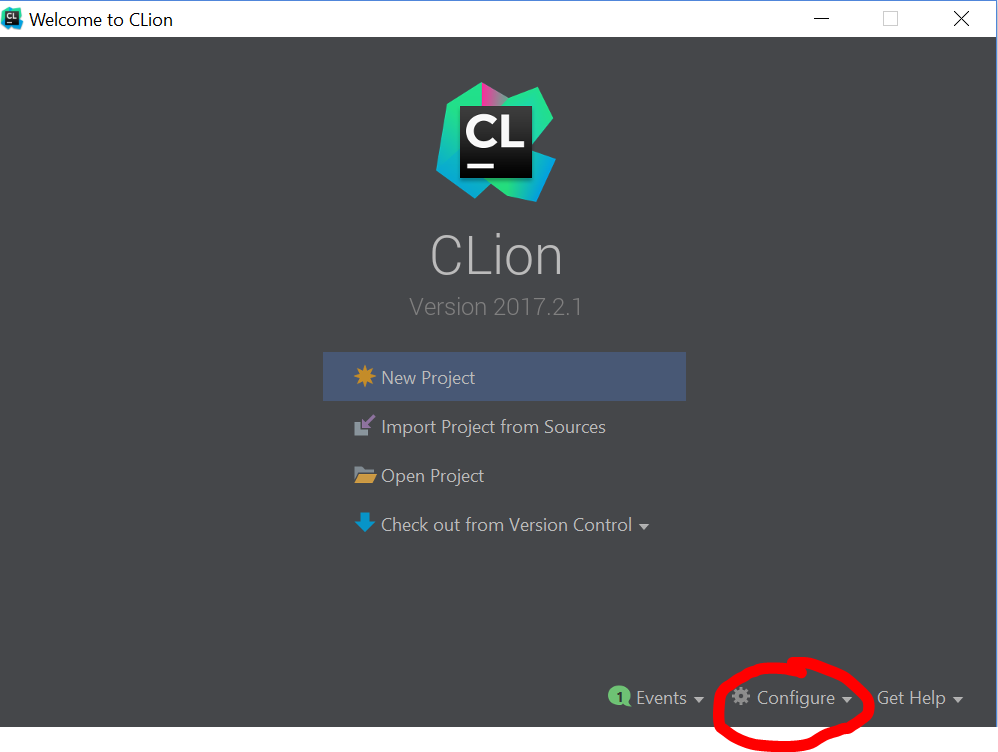 CL
Welcome to CLion
CL
CLion
Version 2017.2.1
New Project
Import Project from Sources
Open Project
Check out from Version Control
1 Events
Configure
Get Help